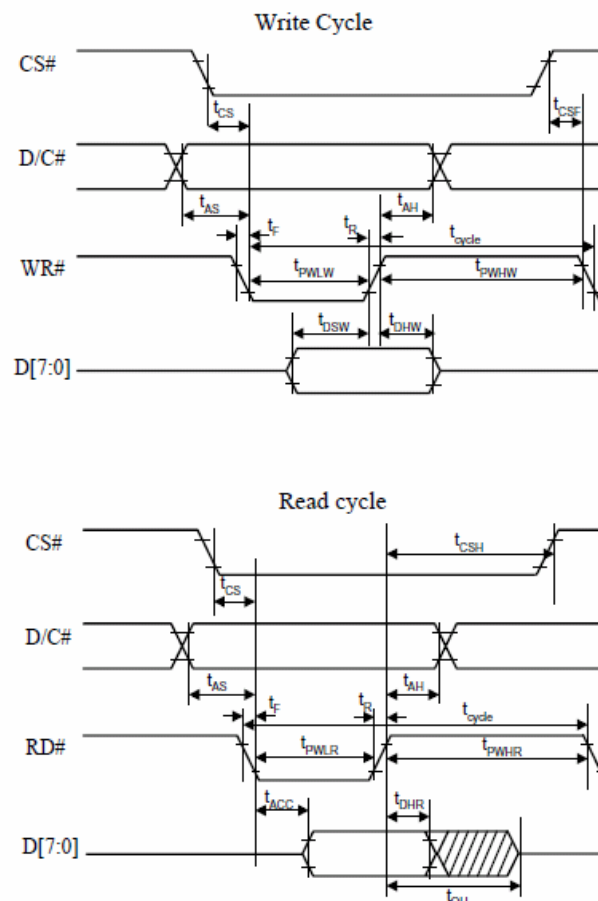 Write Cycle
CS#
tCS
tCSF
D/C#
tAS
tF
tR
tAH
tcycle
WR#
tPWLW
tPWHW
tDSW
tDHW
D[7:0]
Read cycle
CS#
tCSH
tCS
D/C#
tAS
tF
tR
tAH
tcycle
RD#
tPWLR
tPWHR
tACC
tDHR
D[7:0]